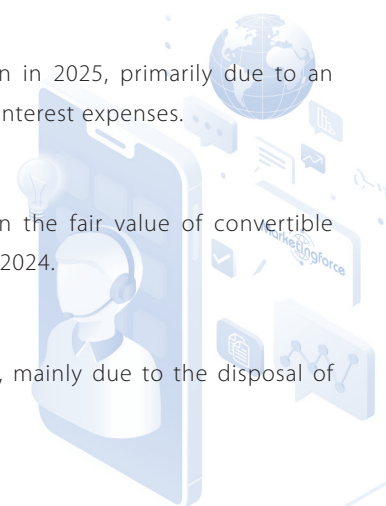 n in 2025, primarily due to an
interest expenses.
n the fair value of convertible
Marketingforce
2024.
, mainly due to the disposal of